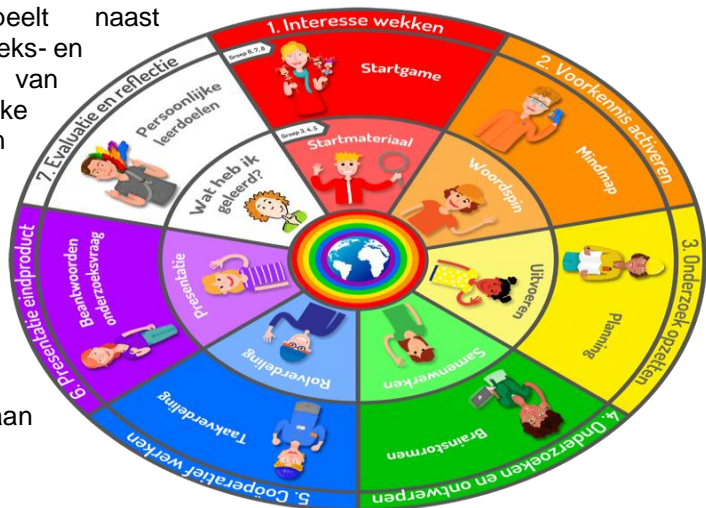 oeelt naast
eks- en
van
ke
n
aan
1. Interesse wekken
Groep 6, 7, 8
Startgame
Groep 3, 4, 5
Startmateriaal
2. Voorkennis activeren
Mindmap
Woordspin
3. Onderzoek opzetten
Planning
Uitvoeren
4. Onderzoeken en ontwerpen
Brainstormen
Samenwerken
5. Coöperatief werken
Taakverdeling
Rolverdeling
6. Presentatie eindproduct
Beantwoorden
onderzoeksvraag
Presentatie
7. Evaluatie en reflectie
Persoonlijke
leerdoelen
Wat heb ik
geleerd?